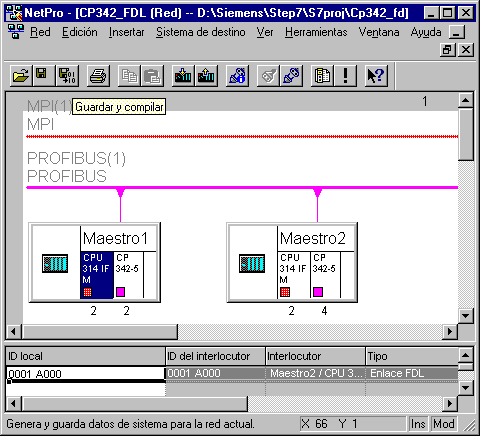 NetPro - [CP342_FDL (Red) -- D:\Siemens\Step7\S7proj\Cp342_fd]
Red Edición Insertar Sistema de destino Ver Herramientas Ventana Ayuda
MPI(1) Guardar y compilar 1
MPI
PROFIBUS(1)
PROFIBUS
Maestro1 Maestro2
CPU CP CPU CP
314 IF 342-5 314 IF 342-5
M M
2 2 2 4
ID local ID del interlocutor Interlocutor Tipo
0001 A000 0001 A000 Maestro2 / CPU 3... Enlace FDL
Genera y guarda datos de sistema para la red actual. X 66 Y 1 Ins Mod